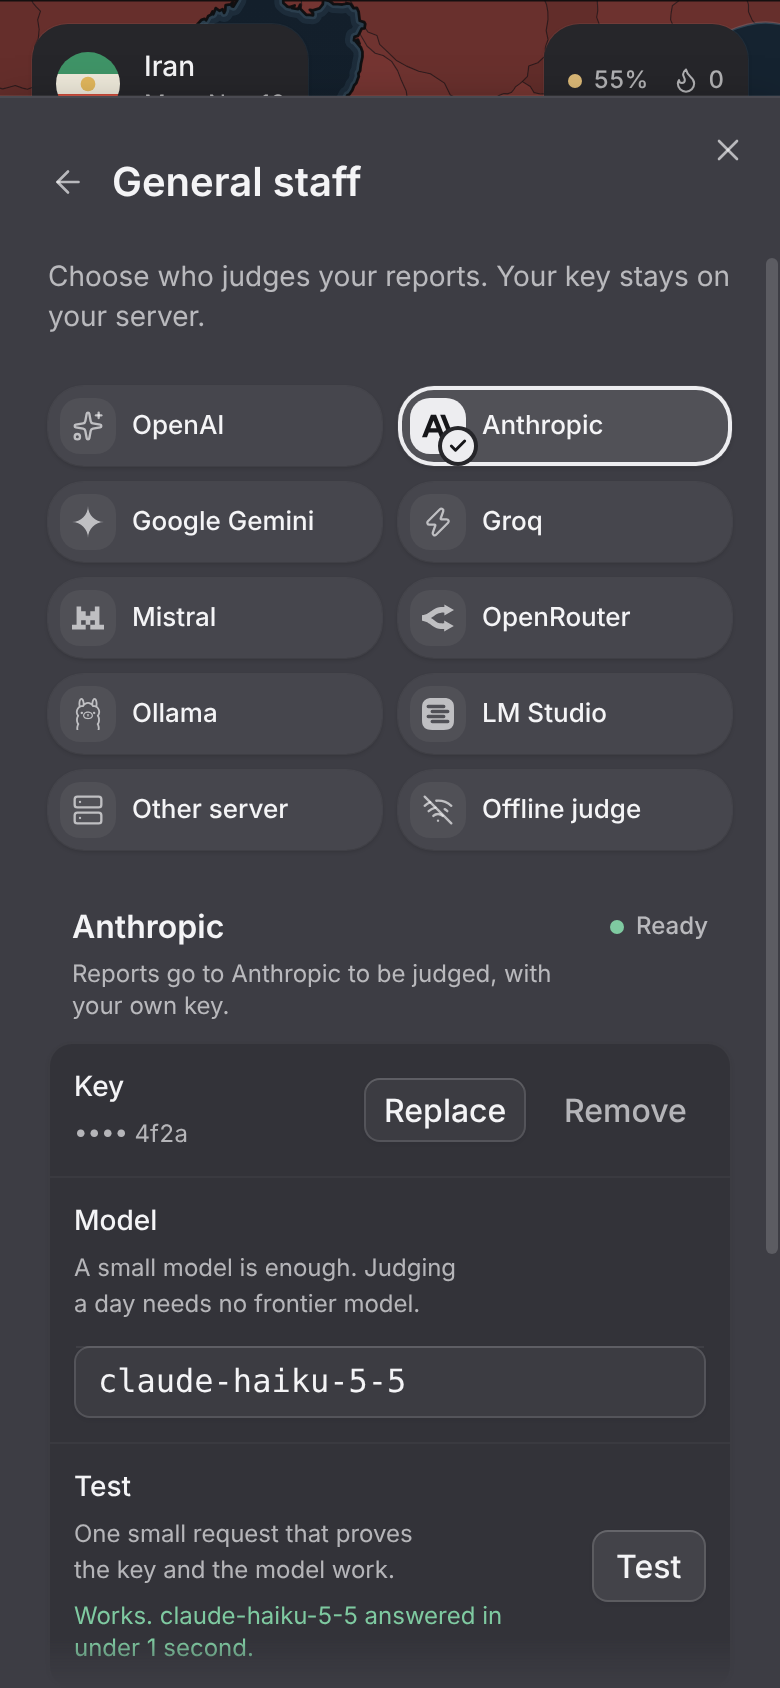 Iran
55%
0
General staff
Choose who judges your reports. Your key stays on
your server.
OpenAI
Anthropic
Google Gemini
Groq
Mistral
OpenRouter
Ollama
LM Studio
Other server
Offline judge
Anthropic
Ready
Reports go to Anthropic to be judged, with
your own key.
Key
•••• 4f2a
Replace
Remove
Model
A small model is enough. Judging
a day needs no frontier model.
claude-haiku-5-5
Test
One small request that proves
the key and the model work.
Test
Works. claude-haiku-5-5 answered in
under 1 second.